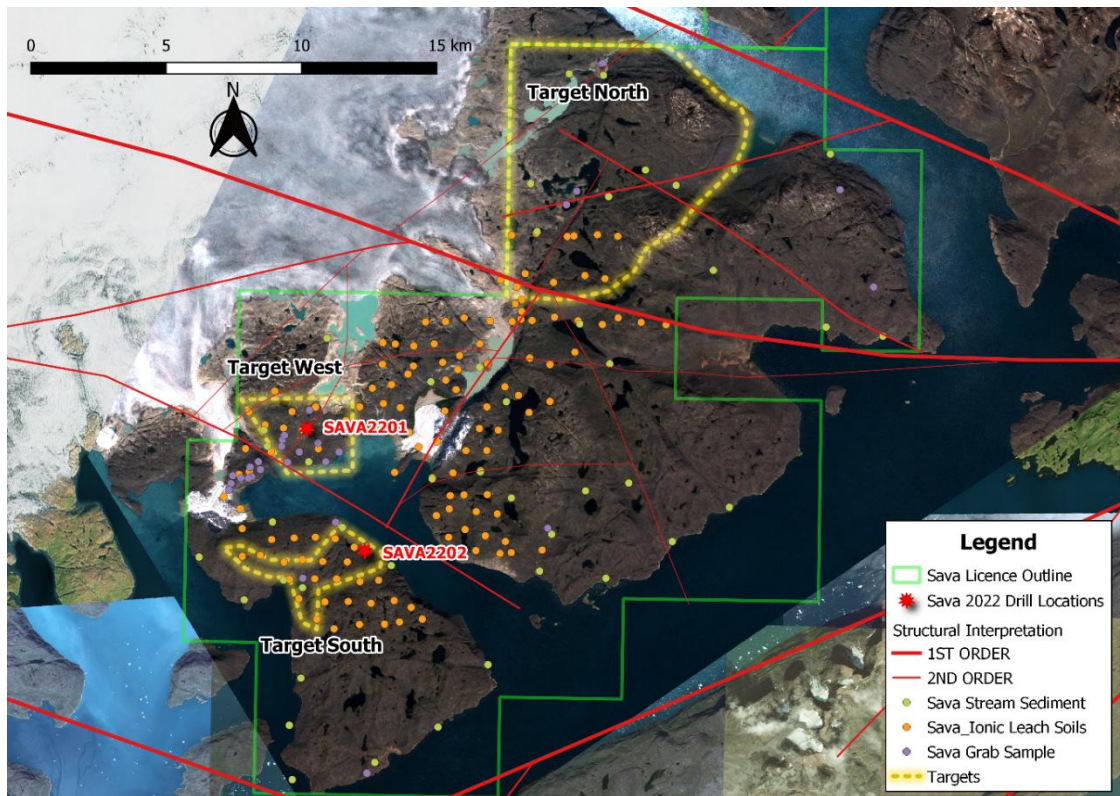 0 5 10 15 km
N
Target North
Target West
SAVA2201
SAVA2202
Target South
Legend
Sava Licence Outline
Sava 2022 Drill Locations
Structural Interpretation
1ST ORDER
2ND ORDER
Sava Stream Sediment
Sava_Ionic Leach Soils
Sava Grab Sample
Targets